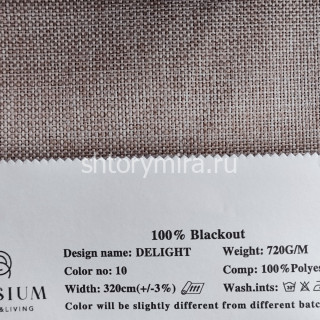 shtorymira.ru
100% Blackout
Design name: DELIGHT Weight: 720G/M
Color no: 10 Comp: 100%Polyes
Width: 320cm(+/-3%) Wash.ints:
Color will be slightly different from different batc
SIUM
&LIVING